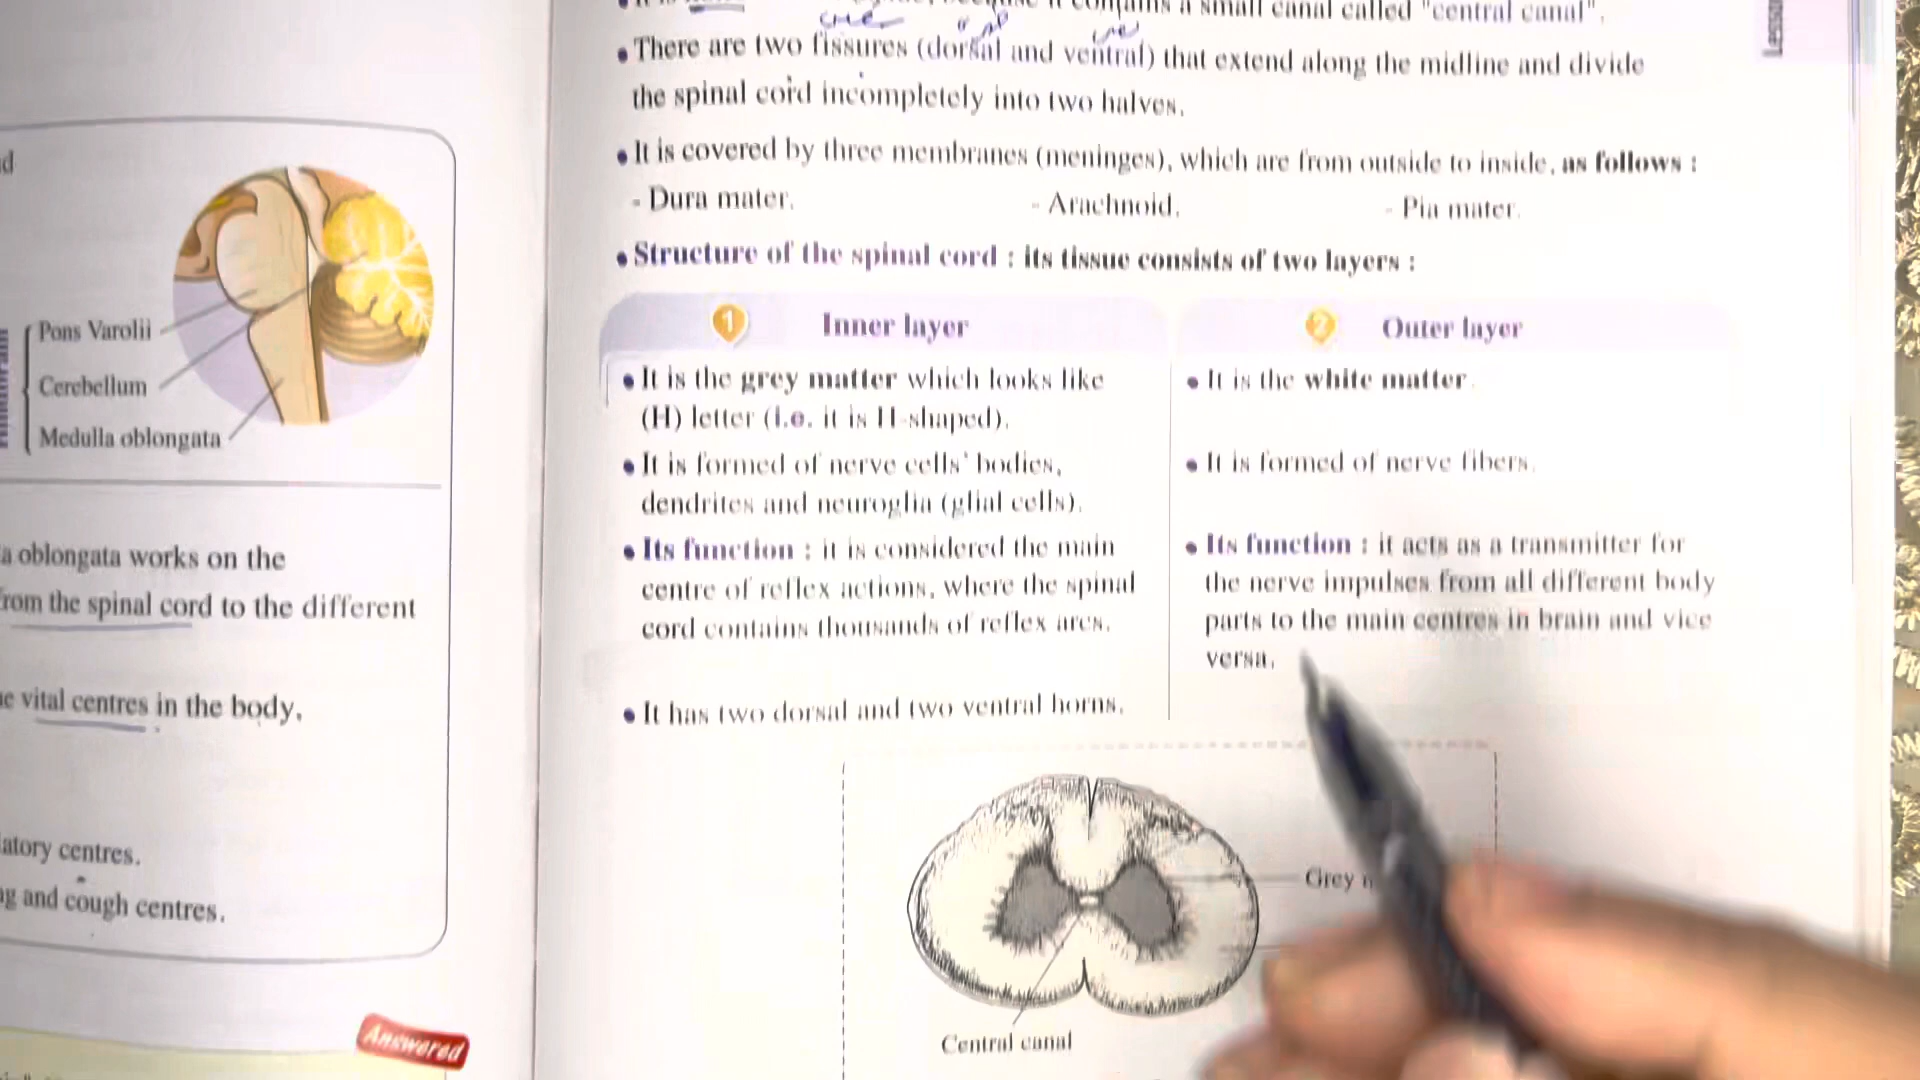 d
Pons Varolii
Cerebellum
Medulla oblongata
a oblongata works on the
from the spinal cord to the different
vital centres in the body.
atory centres.
and cough centres.
Answered
a small canal called "central canal".
• There are two fissures (dorsal and ventral) that extend along the midline and divide
the spinal cord incompletely into two halves.
• It is covered by three membranes (meninges), which are from outside to inside, as follows :
- Dura mater. - Arachnoid. - Pia mater.
• Structure of the spinal cord : its tissue consists of two layers :
1 Inner layer
• It is the grey matter which looks like
(H) letter (i.e. it is H-shaped).
• It is formed of nerve cells' bodies,
dendrites and neuroglia (glial cells).
• Its function : it is considered the main
centre of reflex actions, where the spinal
cord contains thousands of reflex arcs.
• It has two dorsal and two ventral horns.
2 Outer layer
• It is the white matter.
• It is formed of nerve fibers.
• Its function : it acts as a transmitter for
the nerve impulses from all different body
parts to the main centres in brain and vice
versa.
Grey
Central canal